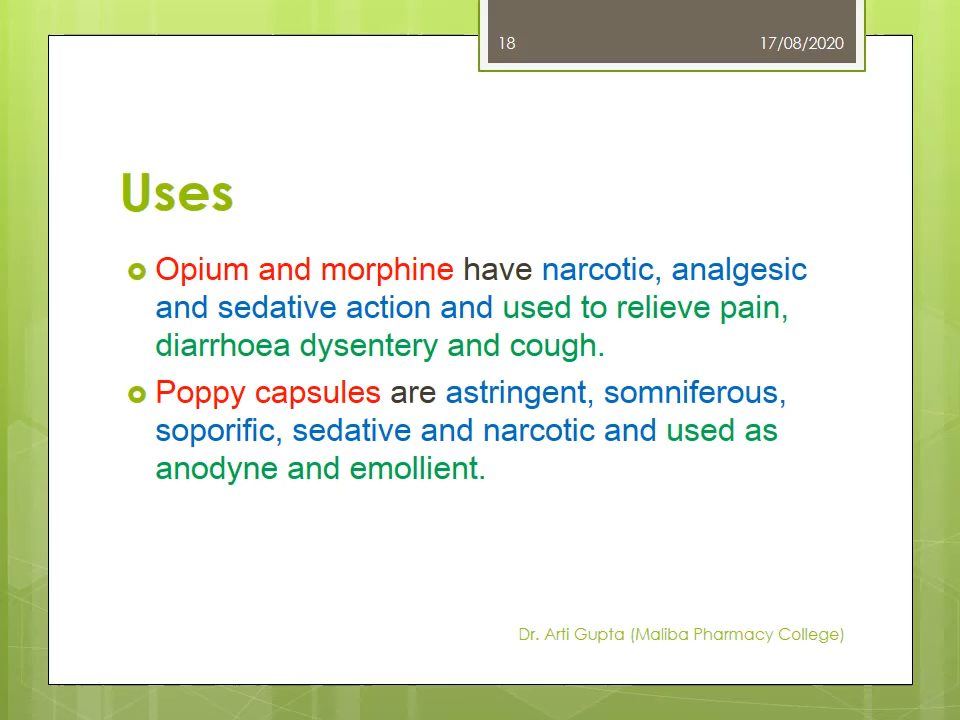 18
17/08/2020
Uses
Opium and morphine have narcotic, analgesic
and sedative action and used to relieve pain,
diarrhoea dysentery and cough.
Poppy capsules are astringent, somniferous,
soporific, sedative and narcotic and used as
anodyne and emollient.
Dr. Arti Gupta (Maliba Pharmacy College)